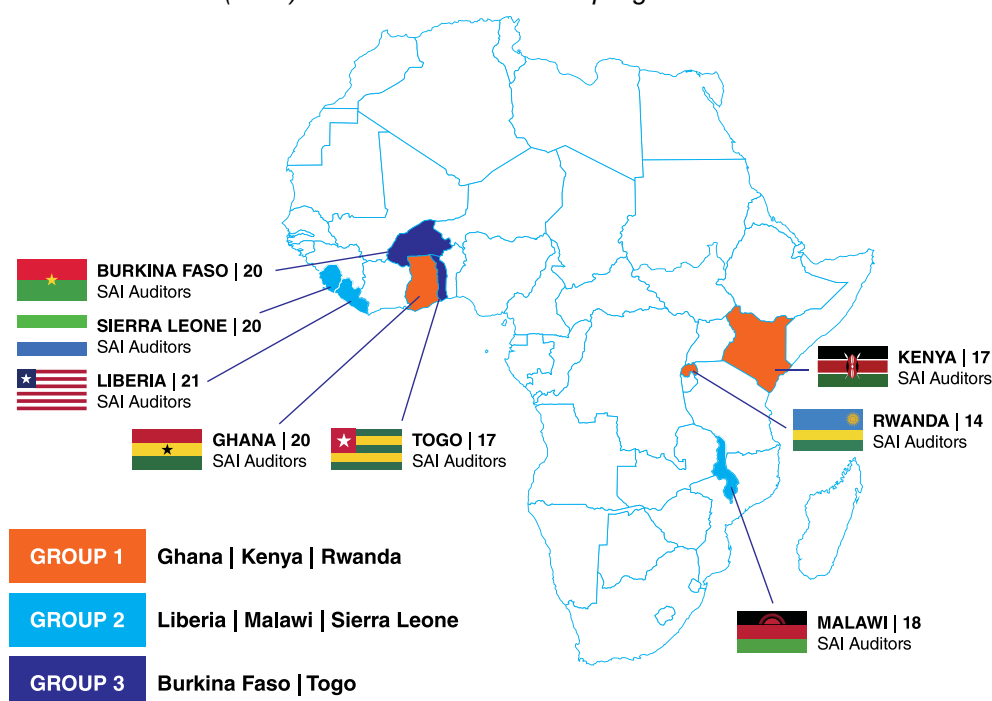 BURKINA FASO | 20
SAI Auditors
SIERRA LEONE | 20
SAI Auditors
LIBERIA | 21
SAI Auditors
GHANA | 20
SAI Auditors
TOGO | 17
SAI Auditors
KENYA | 17
SAI Auditors
RWANDA | 14
SAI Auditors
MALAWI | 18
SAI Auditors
GROUP 1 Ghana | Kenya | Rwanda
GROUP 2 Liberia | Malawi | Sierra Leone
GROUP 3 Burkina Faso | Togo